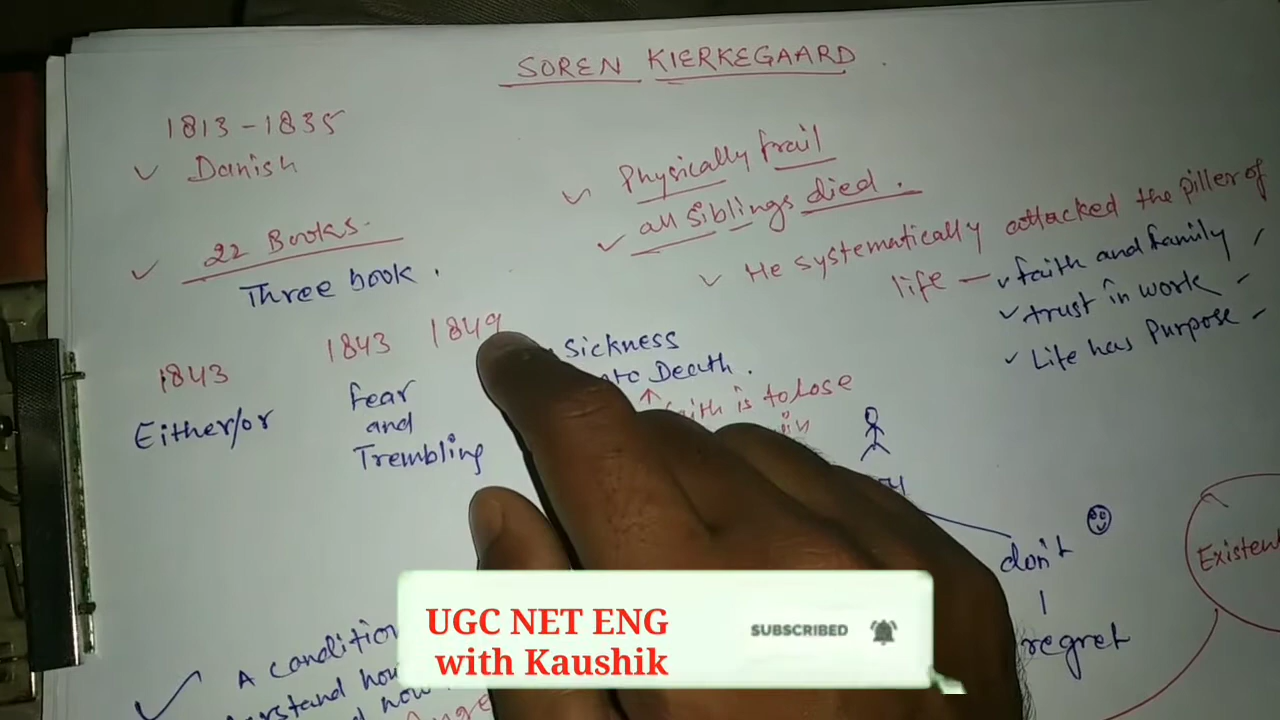 SOREN KIERKEGAARD
1813-1835
Danish
22 Books.
Three book.
1843
Either/or
1843
fear
and
Trembling
1849
Sickness
Death.
is to Lose
Physically frail
all siblings died.
He systematically attacked the piller of
life - faith and family
trust in work
Life has Purpose
don't
regret
Existen
A condition
UGC NET ENG
with Kaushik
SUBSCRIBED